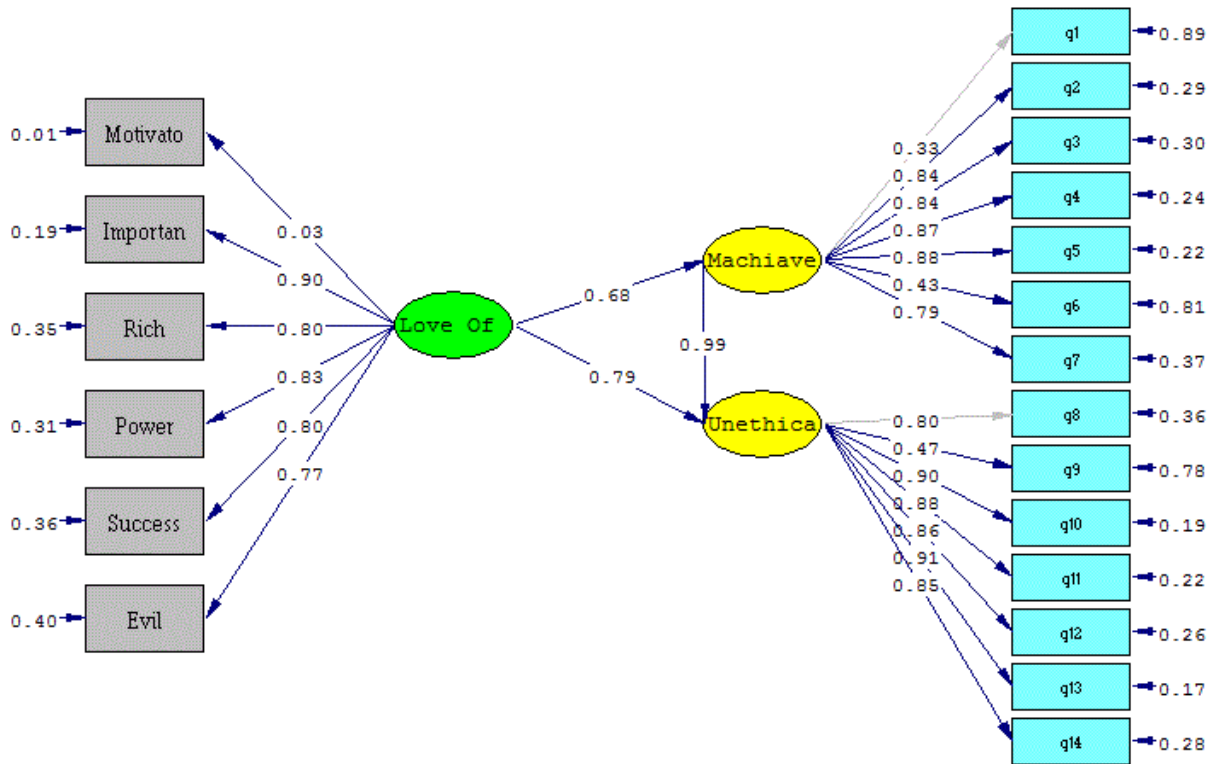 0.01
Motivato
0.19
Importan
0.35
Rich
0.31
Power
0.36
Success
0.40
Evil
0.03
0.90
0.80
0.83
0.80
0.77
Love Of
0.68
0.79
Machiave
0.99
Unethica
0.33
0.84
0.84
0.87
0.88
0.43
0.79
0.80
0.47
0.90
0.88
0.86
0.91
0.85
q1
0.89
q2
0.29
q3
0.30
q4
0.24
q5
0.22
q6
0.81
q7
0.37
q8
0.36
q9
0.78
q10
0.19
q11
0.22
q12
0.26
q13
0.17
q14
0.28